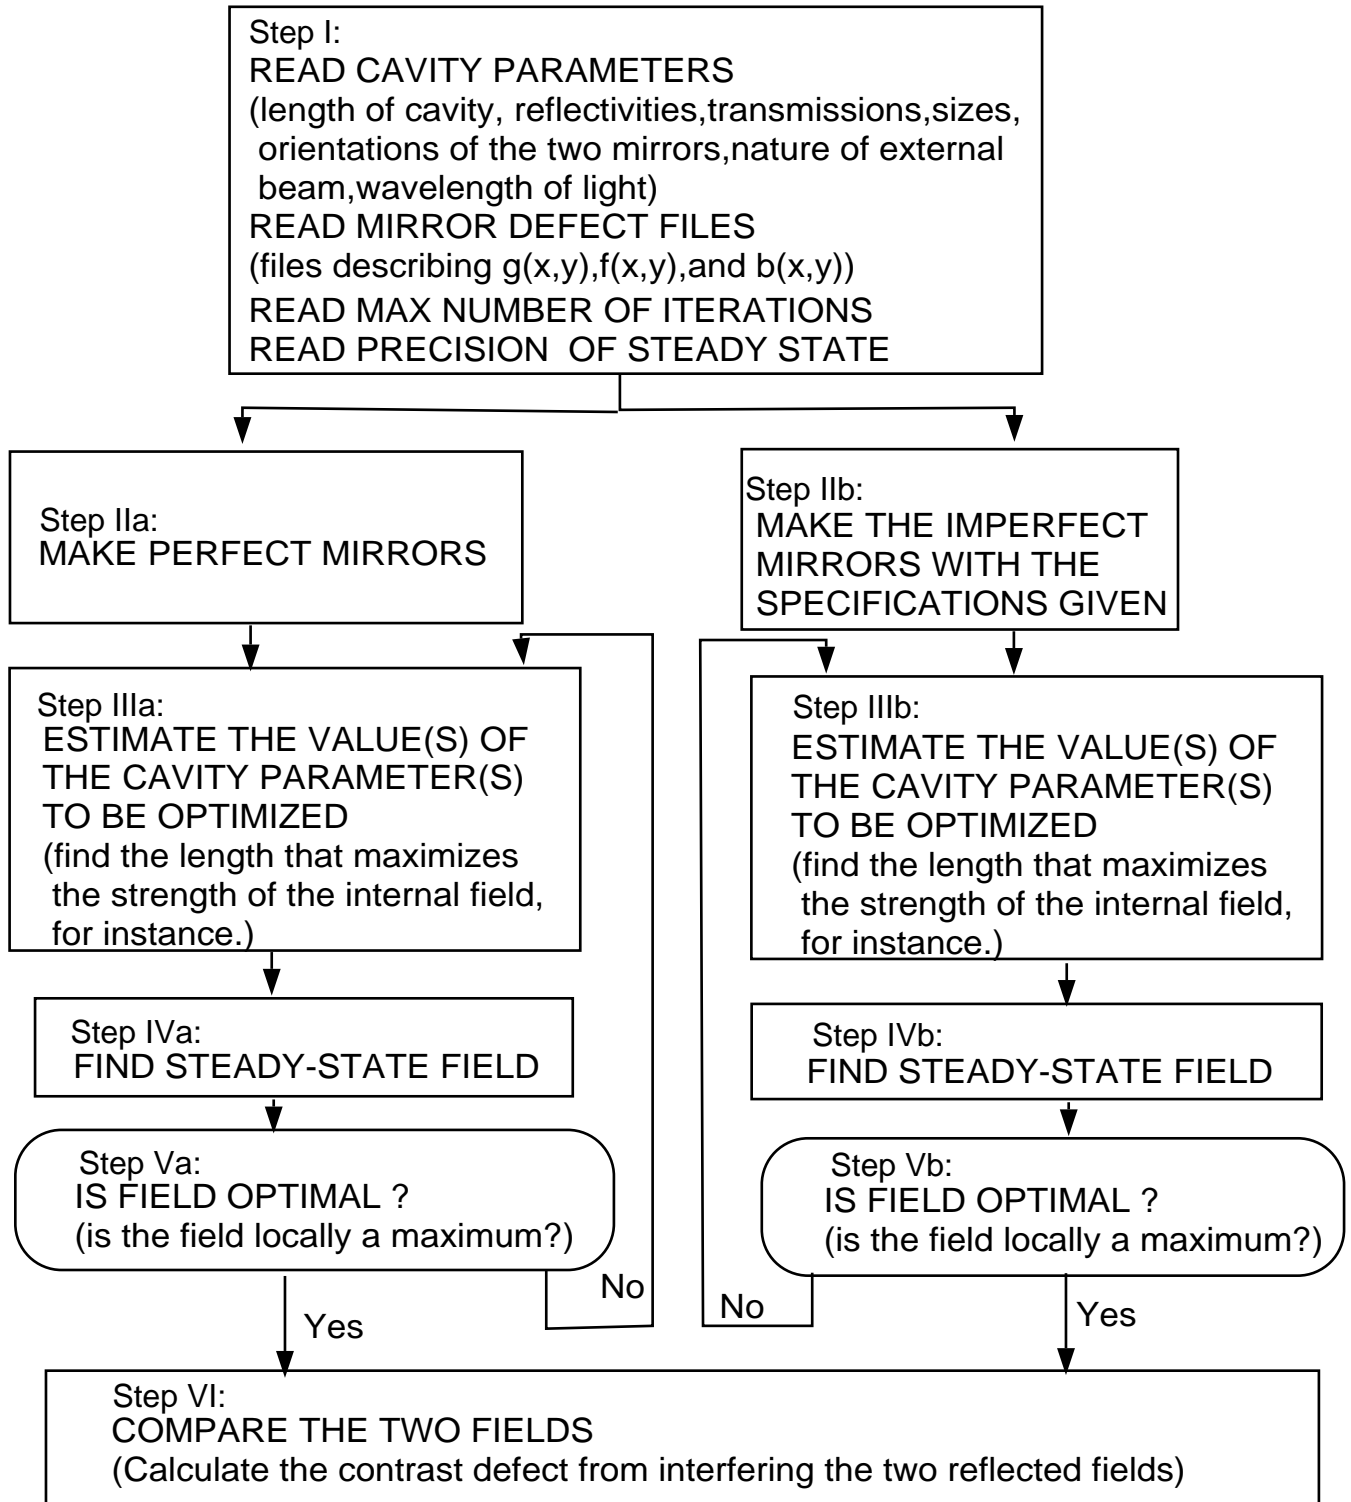 Step I:
READ CAVITY PARAMETERS
(length of cavity, reflectivities,transmissions,sizes,
orientations of the two mirrors,nature of external
beam,wavelength of light)
READ MIRROR DEFECT FILES
(files describing g(x,y),f(x,y),and b(x,y))
READ MAX NUMBER OF ITERATIONS
READ PRECISION OF STEADY STATE
Step IIa:
MAKE PERFECT MIRRORS
Step IIb:
MAKE THE IMPERFECT
MIRRORS WITH THE
SPECIFICATIONS GIVEN
Step IIIa:
ESTIMATE THE VALUE(S) OF
THE CAVITY PARAMETER(S)
TO BE OPTIMIZED
(find the length that maximizes
the strength of the internal field,
for instance.)
Step IIIb:
ESTIMATE THE VALUE(S) OF
THE CAVITY PARAMETER(S)
TO BE OPTIMIZED
(find the length that maximizes
the strength of the internal field,
for instance.)
Step IVa:
FIND STEADY-STATE FIELD
Step IVb:
FIND STEADY-STATE FIELD
Step Va:
IS FIELD OPTIMAL ?
(is the field locally a maximum?)
Step Vb:
IS FIELD OPTIMAL ?
(is the field locally a maximum?)
No
Yes
No
Yes
Step VI:
COMPARE THE TWO FIELDS
(Calculate the contrast defect from interfering the two reflected fields)